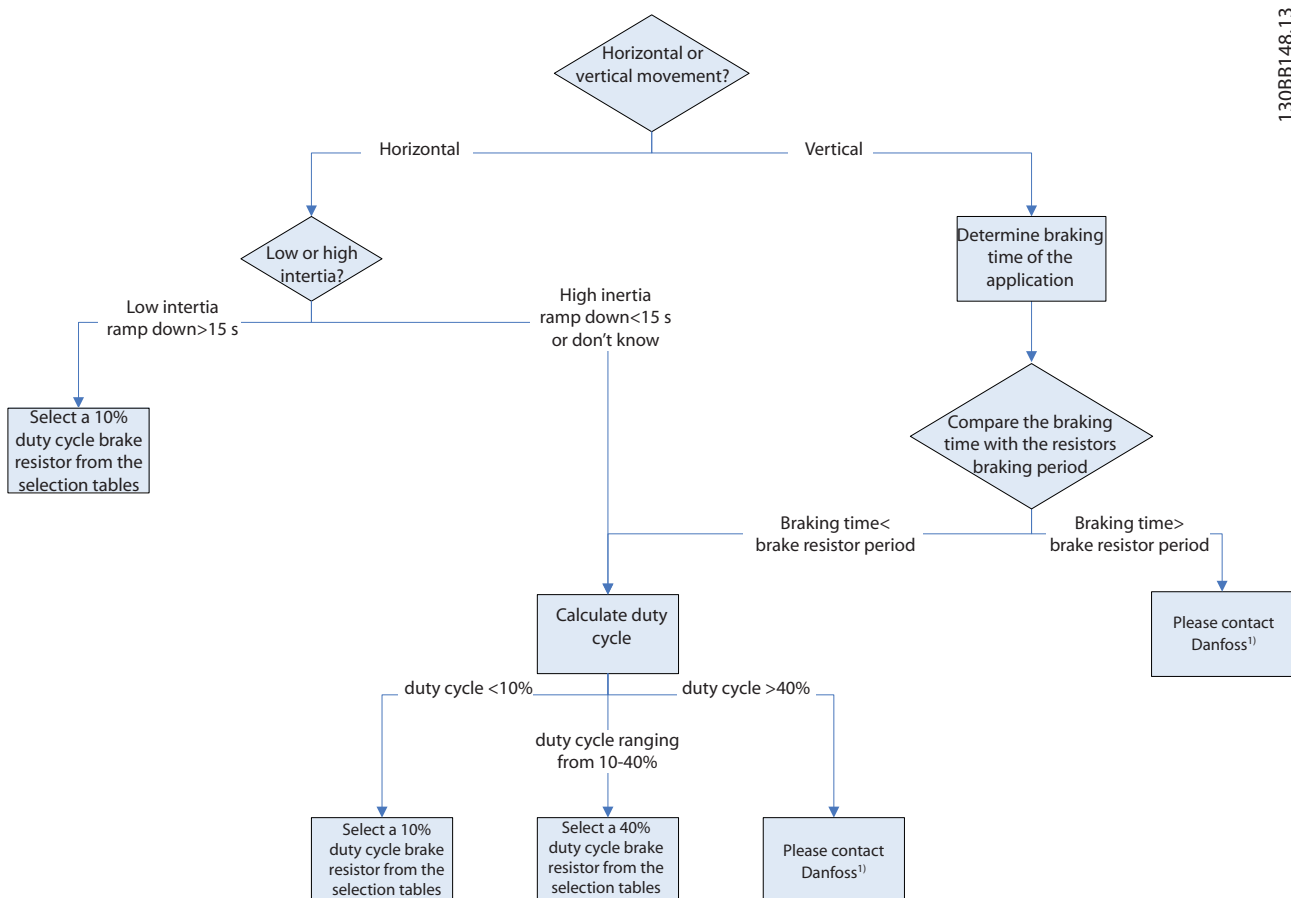 130BB148.13
Horizontal or
vertical movement?
Horizontal
Vertical
Low or high
intertia?
Determine braking
time of the
application
Low intertia
ramp down>15 s
High inertia
ramp down<15 s
or don't know
Select a 10%
duty cycle brake
resistor from the
selection tables
Compare the braking
time with the resistors
braking period
Braking time<
brake resistor period
Braking time>
brake resistor period
Calculate duty
cycle
Please contact
Danfoss1)
duty cycle <10%
duty cycle >40%
duty cycle ranging
from 10-40%
Select a 10%
duty cycle brake
resistor from the
selection tables
Select a 40%
duty cycle brake
resistor from the
selection tables
Please contact
Danfoss1)